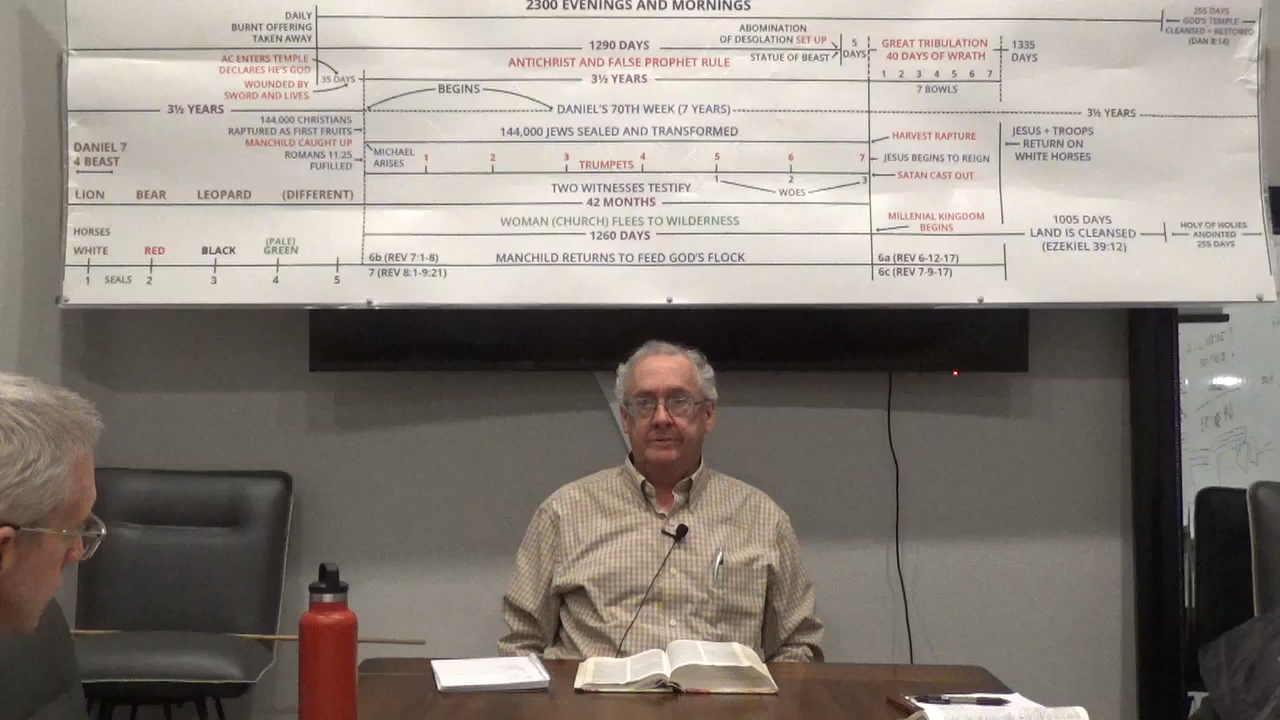 2300 EVENINGS AND MORNINGS
DAILY
BURNT OFFERING
TAKEN AWAY
255 DAYS
GOD'S TEMPLE
CLEANSED + RESTORED
(DAN 8:14)
ABOMINATION
OF DESOLATION SET UP
STATUE OF BEAST
5
DAYS
GREAT TRIBULATION
40 DAYS OF WRATH
1335
DAYS
1290 DAYS
ANTICHRIST AND FALSE PROPHET RULE
AC ENTERS TEMPLE
DECLARES HE'S GOD
35 DAYS
WOUNDED BY
SWORD AND LIVES
3½ YEARS
1 2 3 4 5 6 7
7 BOWLS
BEGINS
3½ YEARS
DANIEL'S 70TH WEEK (7 YEARS)
3½ YEARS
144,000 CHRISTIANS
RAPTURED AS FIRST FRUITS
MANCHILD CAUGHT UP
ROMANS 11:25
FUFILLED
144,000 JEWS SEALED AND TRANSFORMED
HARVEST RAPTURE
JESUS + TROOPS
RETURN ON
WHITE HORSES
DANIEL 7
4 BEAST
MICHAEL
ARISES
1 2 3 4 5 6 7
TRUMPETS
JESUS BEGINS TO REIGN
SATAN CAST OUT
1 2 3
WOES
LION BEAR LEOPARD (DIFFERENT)
TWO WITNESSES TESTIFY
42 MONTHS
WOMAN (CHURCH) FLEES TO WILDERNESS
MILLENIAL KINGDOM
BEGINS
1005 DAYS
LAND IS CLEANSED
(EZEKIEL 39:12)
HOLY OF HOLIES
ANOINTED
255 DAYS
HORSES
WHITE RED BLACK (PALE)
GREEN
1260 DAYS
1 SEALS 2 3 4 5
6b (REV 7:1-8)
7 (REV 8:1-9:21)
MANCHILD RETURNS TO FEED GOD'S FLOCK
6a (REV 6-12-17)
6c (REV 7-9-17)